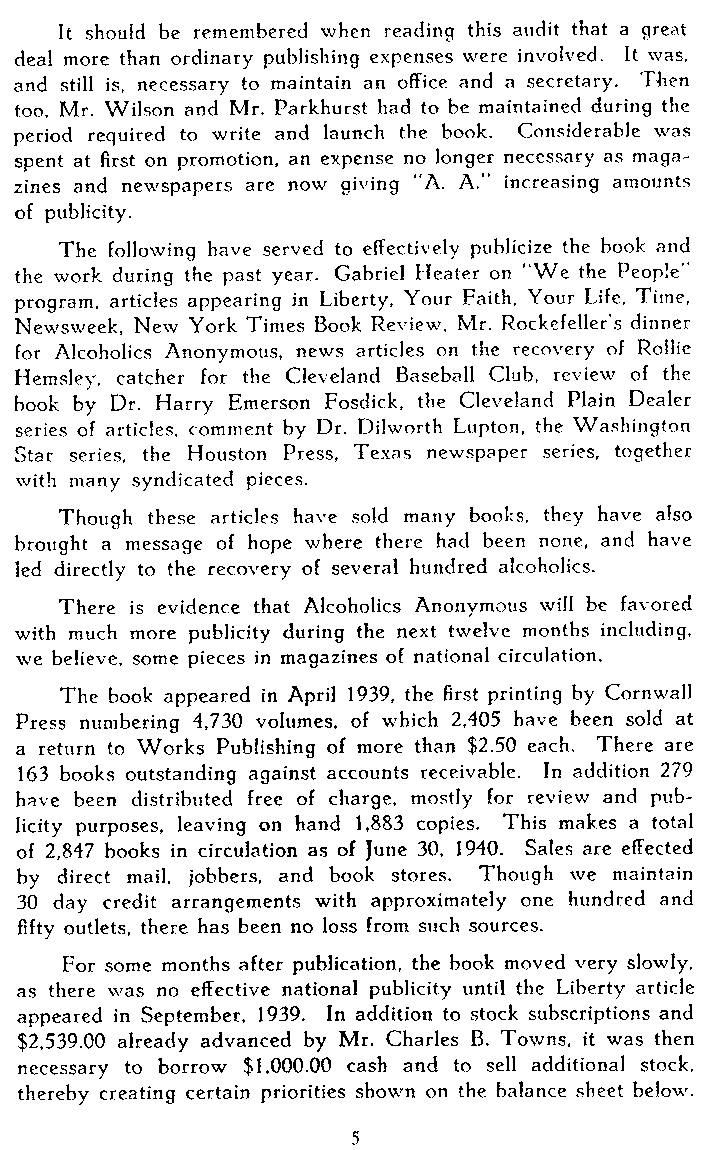 It should be remembered when reading this audit that a great
deal more than ordinary publishing expenses were involved. It was,
and still is, necessary to maintain an office and a secretary. Then
too, Mr. Wilson and Mr. Parkhurst had to be maintained during the
period required to write and launch the book. Considerable was
spent at first on promotion, an expense no longer necessary as maga-
zines and newspapers are now giving "A. A." increasing amounts
of publicity.
The following have served to effectively publicize the book and
the work during the past year. Gabriel Heater on "We the People"
program, articles appearing in Liberty, Your Faith, Your Life, Time,
Newsweek, New York Times Book Review, Mr. Rockefeller's dinner
for Alcoholics Anonymous, news articles on the recovery of Rollie
Hemsley, catcher for the Cleveland Baseball Club, review of the
book by Dr. Harry Emerson Fosdick, the Cleveland Plain Dealer
series of articles, comment by Dr. Dilworth Lupton, the Washington
Star series, the Houston Press, Texas newspaper series, together
with many syndicated pieces.
Though these articles have sold many books, they have also
brought a message of hope where there had been none, and have
led directly to the recovery of several hundred alcoholics.
There is evidence that Alcoholics Anonymous will be favored
with much more publicity during the next twelve months including,
we believe, some pieces in magazines of national circulation.
The book appeared in April 1939, the first printing by Cornwall
Press numbering 4,730 volumes, of which 2,405 have been sold at
a return to Works Publishing of more than $2.50 each. There are
163 books outstanding against accounts receivable. In addition 279
have been distributed free of charge, mostly for review and pub-
licity purposes, leaving on hand 1,883 copies. This makes a total
of 2,847 books in circulation as of June 30, 1940. Sales are effected
by direct mail, jobbers, and book stores. Though we maintain
30 day credit arrangements with approximately one hundred and
fifty outlets, there has been no loss from such sources.
For some months after publication, the book moved very slowly,
as there was no effective national publicity until the Liberty article
appeared in September, 1939. In addition to stock subscriptions and
$2,539.00 already advanced by Mr. Charles B. Towns, it was then
necessary to borrow $1,000.00 cash and to sell additional stock,
thereby creating certain priorities shown on the balance sheet below.
5